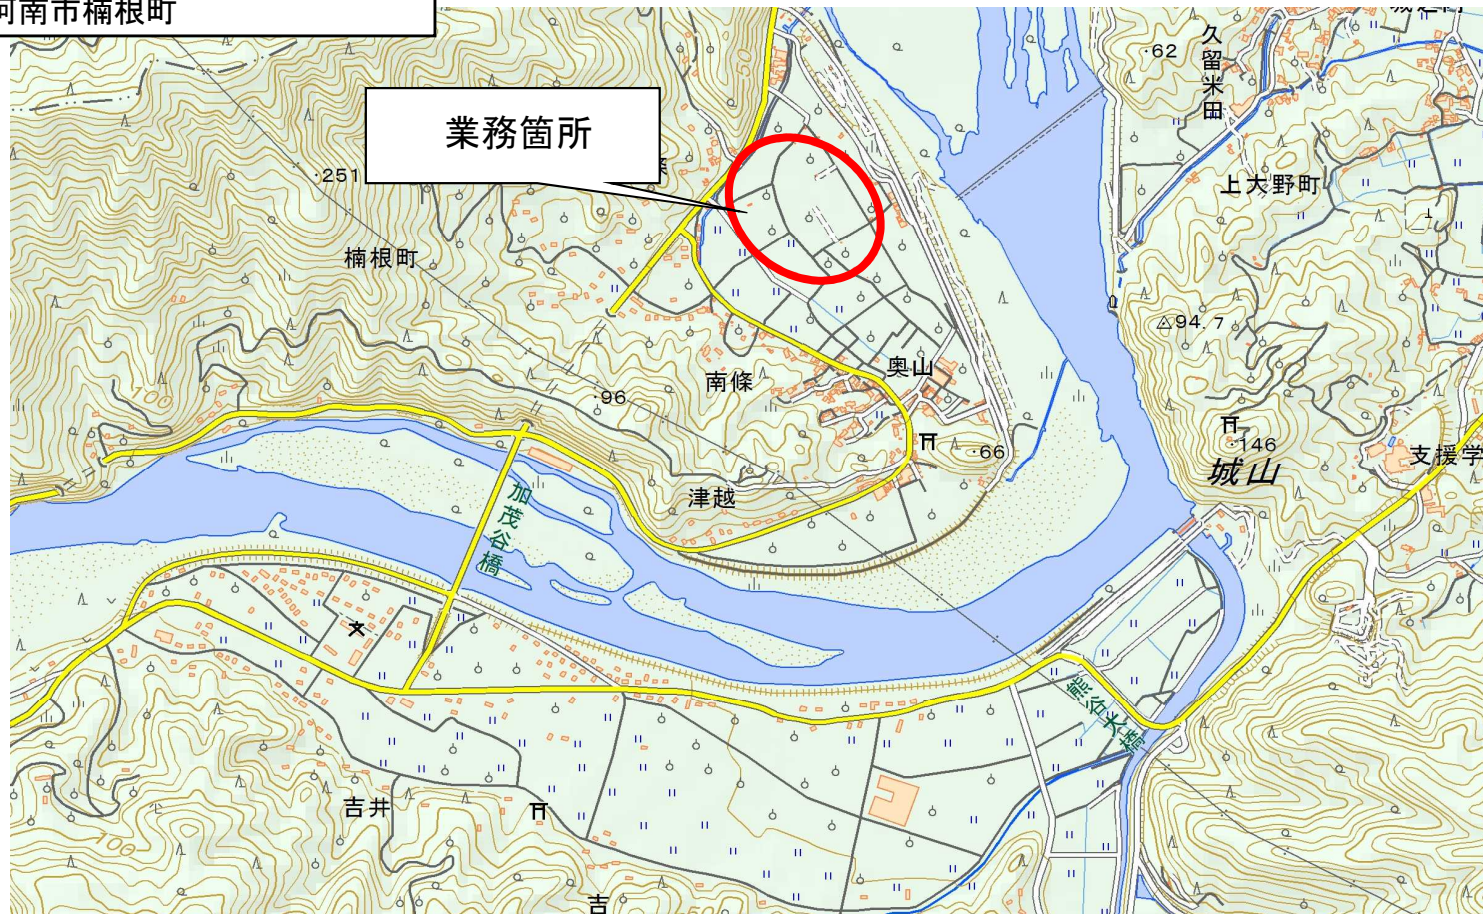 阿南市楠根町
久留米田
・62
業務箇所
・251
上大野町
楠根町
△94.7
奥山
南條
・96
・146
城山
・66
支援学
津越
加茂谷橋
熊谷大橋
吉井
100
吉